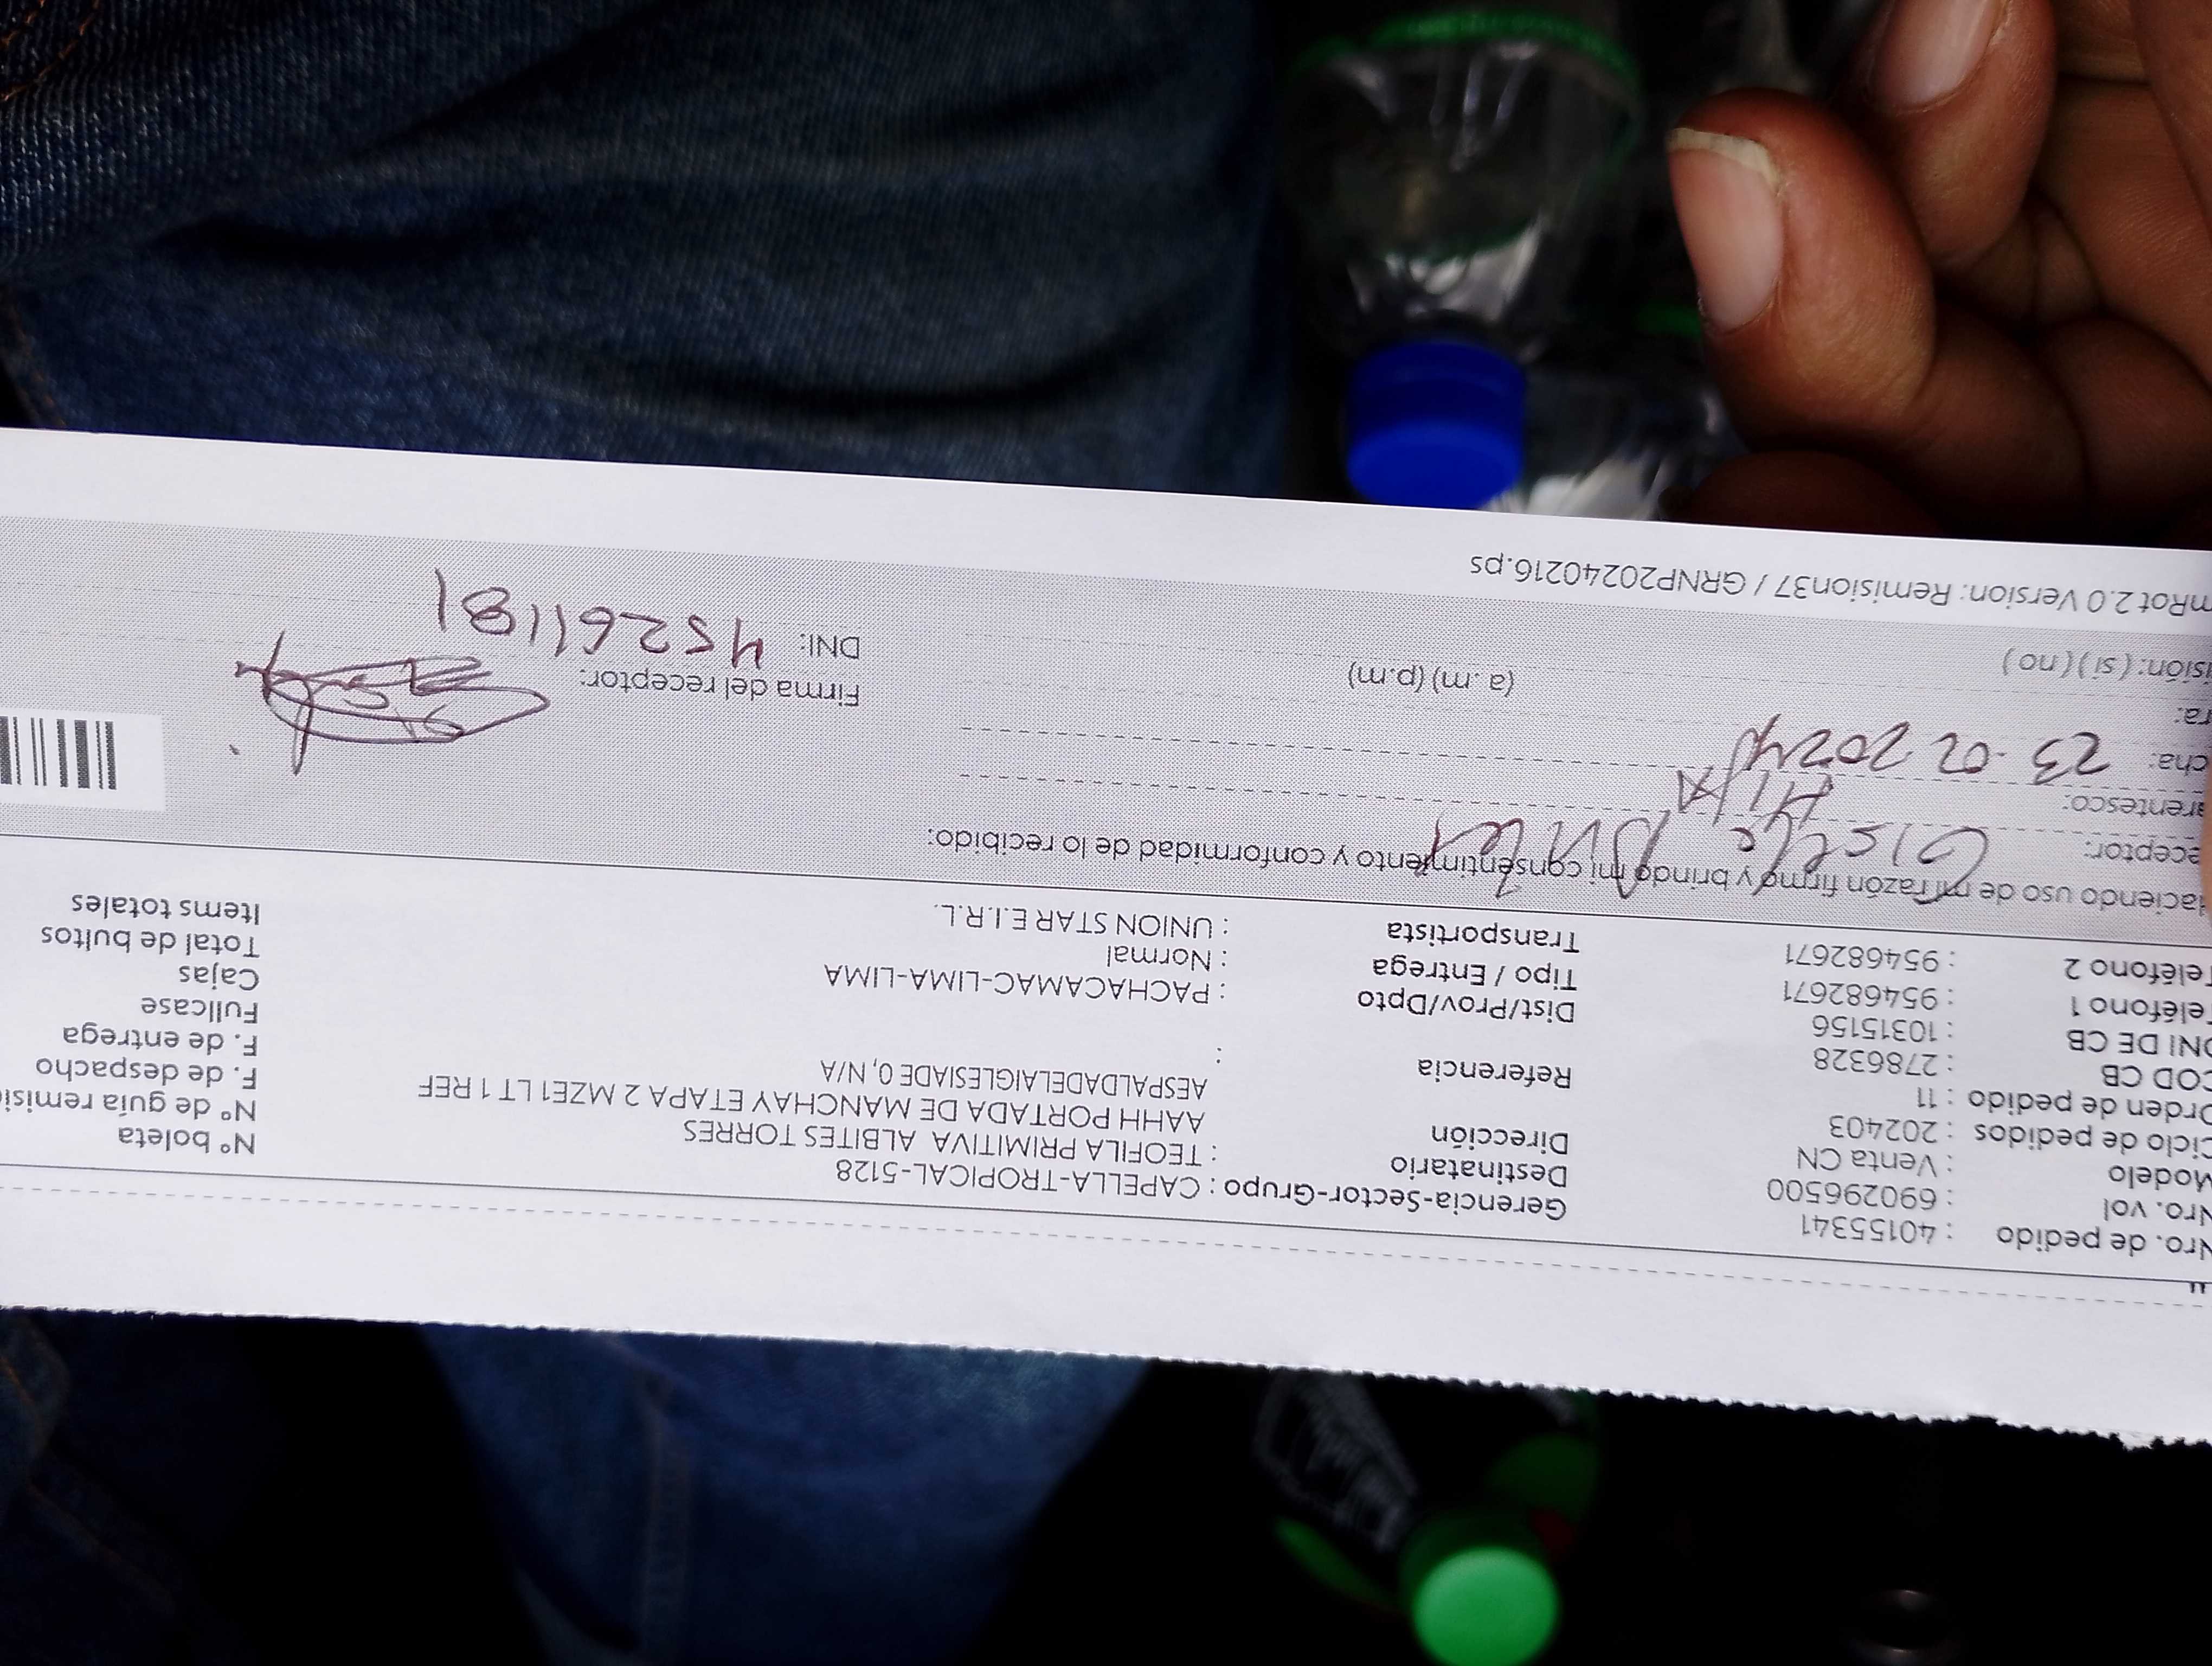 Nro. de pedido : 40155341 Gerencia-Sector-Grupo : CAPELLA-TROPICAL-5128 Nº boleta
Nro. vol : 690296500 Destinatario : TEOFILA PRIMITIVA ALBITES TORRES Nº de guía remisi
Modelo : Venta CN Dirección AAHH PORTADA DE MANCHAY ETAPA 2 MZE1 LT 1 REF F. de despacho
Ciclo de pedidos : 202403 AESPALDADELAIGLESIADE 0, N/A F. de entrega
Orden de pedido : 11 Referencia : Fullcase
COD CB : 2786328 Dist/Prov/Dpto : PACHACAMAC-LIMA-LIMA Cajas
DNI DE CB : 10315156 Tipo / Entrega : Normal Total de bultos
Teléfono 1 : 954682671 Transportista : UNION STAR E.I.R.L. Items totales
Teléfono 2 : 954682671
Haciendo uso de mi razón firmo y brindo mi consentimiento y conformidad de lo recibido:
eceptor: Giselle
arentesco: HIJA
cha: 23-02 2024 Firma del receptor:
ra: (a.m) (p.m) DNI: 45261181
isión: ( si ) ( no )
mRot 2.0 Version: Remision37 / GRNP20240216.ps